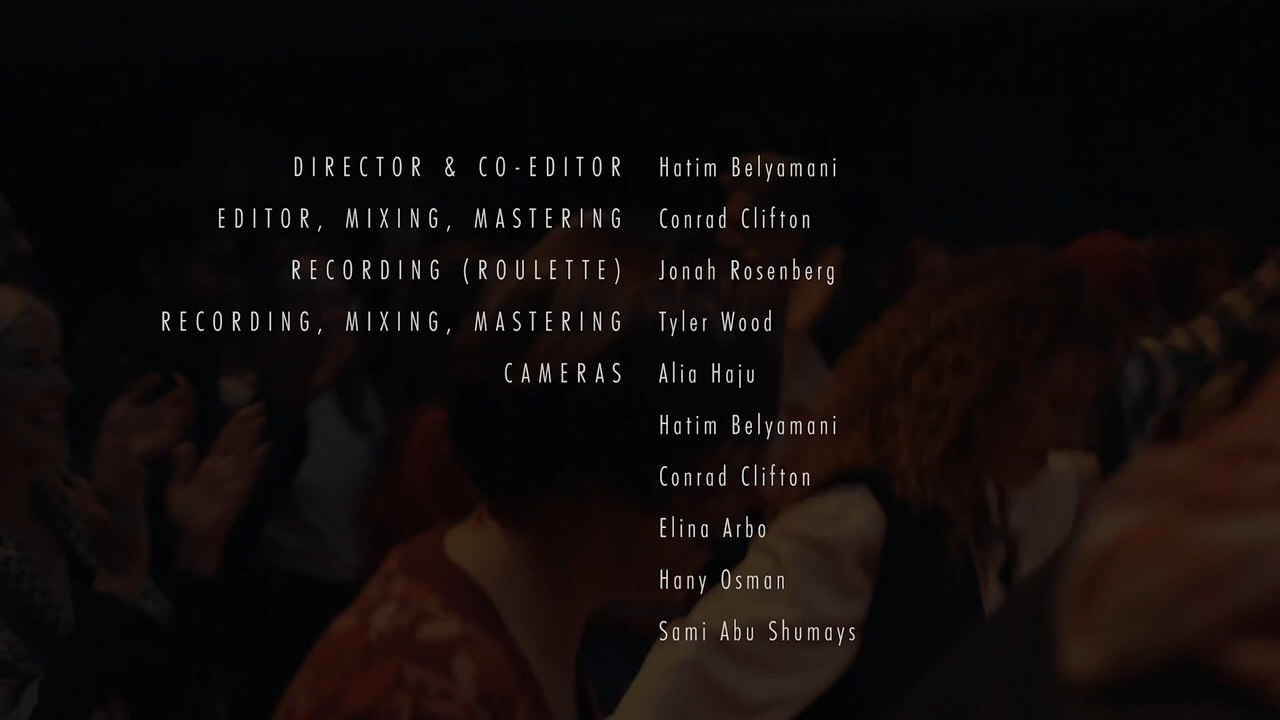 DIRECTOR & CO-EDITOR Hatim Belyamani
EDITOR, MIXING, MASTERING Conrad Clifton
RECORDING (ROULETTE) Jonah Rosenberg
RECORDING, MIXING, MASTERING Tyler Wood
CAMERAS Alia Haju
Hatim Belyamani
Conrad Clifton
Elina Arbo
Hany Osman
Sami Abu Shumays